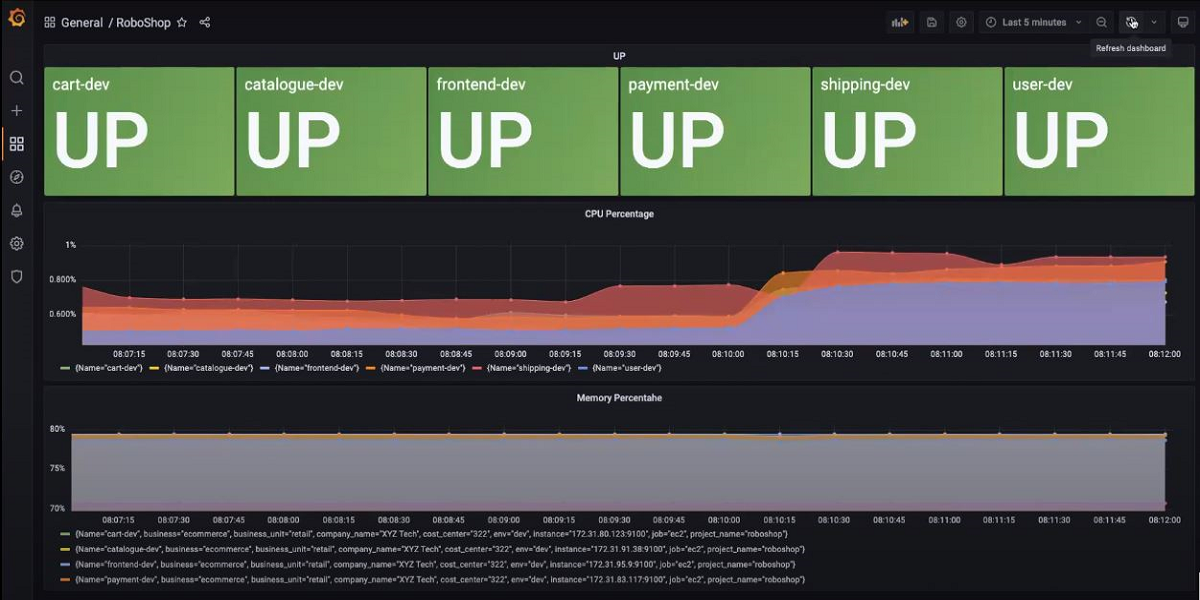 General / RoboShop
Last 5 minutes
Refresh dashboard
UP
cart-dev
UP
catalogue-dev
UP
frontend-dev
UP
payment-dev
UP
shipping-dev
UP
user-dev
UP
CPU Percentage
1%
0.800%
0.600%
08:07:15 08:07:30 08:07:45 08:08:00 08:08:15 08:08:30 08:08:45 08:09:00 08:09:15 08:09:30 08:09:45 08:10:00 08:10:15 08:10:30 08:10:45 08:11:00 08:11:15 08:11:30 08:11:45 08:12:00
{Name="cart-dev"} {Name="catalogue-dev"} {Name="frontend-dev"} {Name="payment-dev"} {Name="shipping-dev"} {Name="user-dev"}
Memory Percentahe
80%
75%
70%
08:07:15 08:07:30 08:07:45 08:08:00 08:08:15 08:08:30 08:08:45 08:09:00 08:09:15 08:09:30 08:09:45 08:10:00 08:10:15 08:10:30 08:10:45 08:11:00 08:11:15 08:11:30 08:11:45 08:12:00
{Name="cart-dev", business="ecommerce", business_unit="retail", company_name="XYZ Tech", cost_center="322", env="dev", instance="172.31.80.123:9100", job="ec2", project_name="roboshop"}
{Name="catalogue-dev", business="ecommerce", business_unit="retail", company_name="XYZ Tech", cost_center="322", env="dev", instance="172.31.91.38:9100", job="ec2", project_name="roboshop"}
{Name="frontend-dev", business="ecommerce", business_unit="retail", company_name="XYZ Tech", cost_center="322", env="dev", instance="172.31.95.9:9100", job="ec2", project_name="roboshop"}
{Name="payment-dev", business="ecommerce", business_unit="retail", company_name="XYZ Tech", cost_center="322", env="dev", instance="172.31.83.117:9100", job="ec2", project_name="roboshop"}